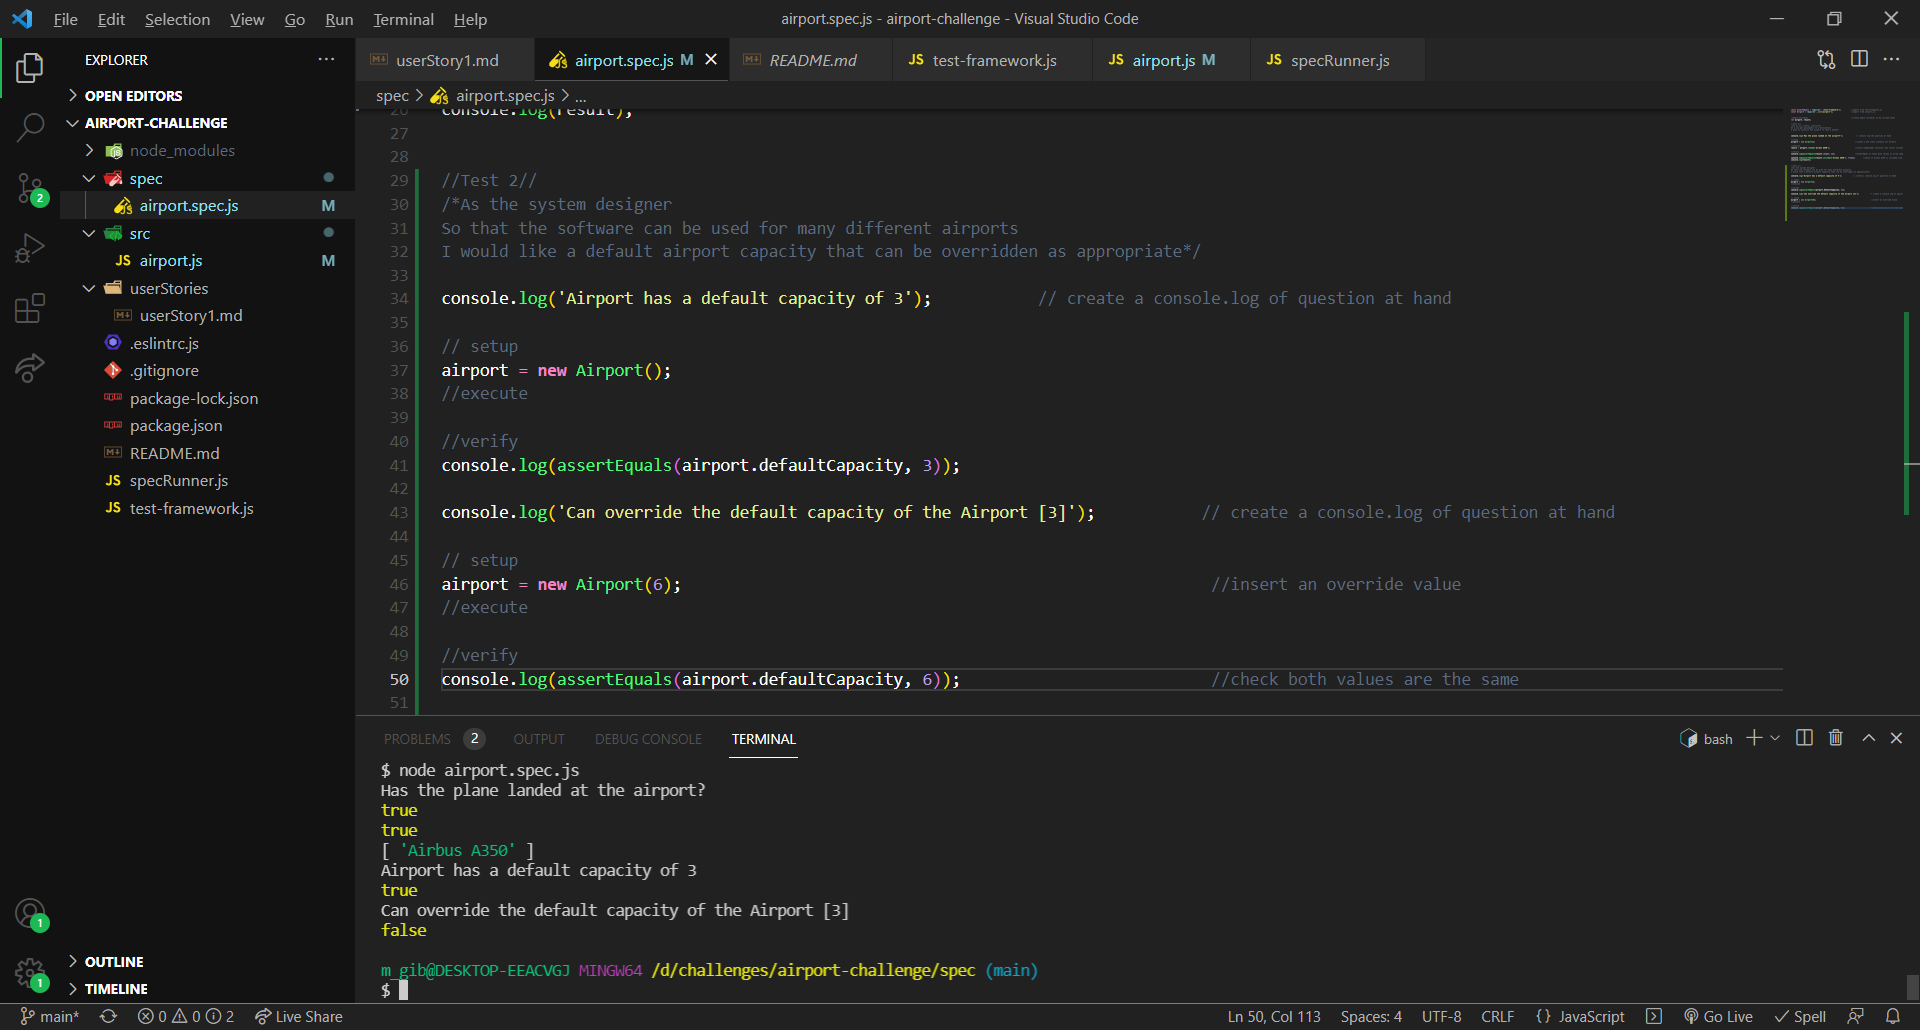 File Edit Selection View Go Run Terminal Help
airport.spec.js - airport-challenge - Visual Studio Code
EXPLORER
OPEN EDITORS
AIRPORT-CHALLENGE
node_modules
spec
airport.spec.js M
src
airport.js M
userStories
userStory1.md
.eslintrc.js
.gitignore
package-lock.json
package.json
README.md
specRunner.js
test-framework.js
OUTLINE
TIMELINE
2
1
1
userStory1.md
airport.spec.js M
README.md
JS test-framework.js
JS airport.js M
JS specRunner.js
spec > airport.spec.js > ...
26 console.log(result);
27
28
29 //Test 2//
30 /*As the system designer
31 So that the software can be used for many different airports
32 I would like a default airport capacity that can be overridden as appropriate*/
33
34 console.log('Airport has a default capacity of 3'); // create a console.log of question at hand
35
36 // setup
37 airport = new Airport();
38 //execute
39
40 //verify
41 console.log(assertEquals(airport.defaultCapacity, 3));
42
43 console.log('Can override the default capacity of the Airport [3]'); // create a console.log of question at hand
44
45 // setup
46 airport = new Airport(6); //insert an override value
47 //execute
48
49 //verify
50 console.log(assertEquals(airport.defaultCapacity, 6)); //check both values are the same
51
PROBLEMS 2 OUTPUT DEBUG CONSOLE TERMINAL
bash
$ node airport.spec.js
Has the plane landed at the airport?
true
true
[ 'Airbus A350' ]
Airport has a default capacity of 3
true
Can override the default capacity of the Airport [3]
false
m_gib@DESKTOP-EEACVGJ MINGW64 /d/challenges/airport-challenge/spec (main)
$
main* 0 0 2 Live Share
Ln 50, Col 113 Spaces: 4 UTF-8 CRLF {} JavaScript Go Live Spell